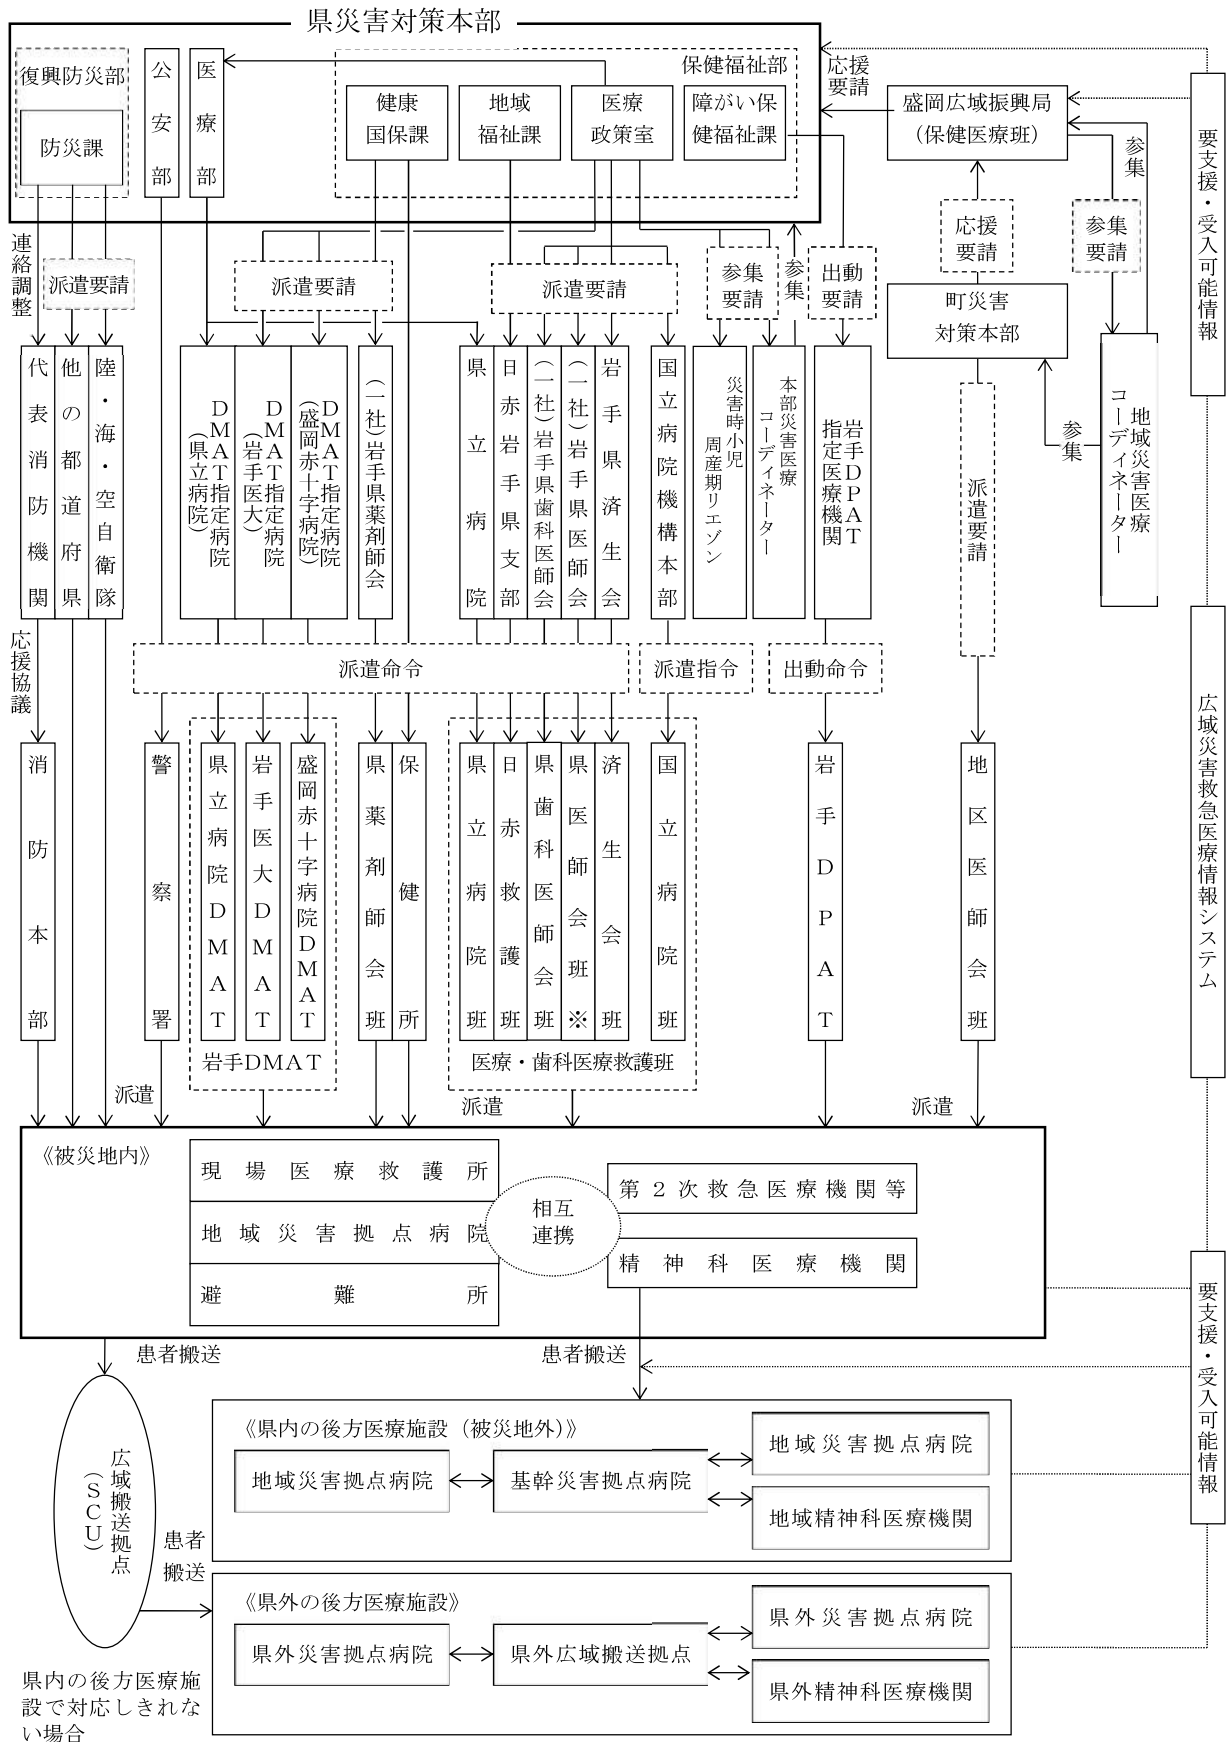 県災害対策本部
復興防災部
防災課
公安部
医療部
保健福祉部
健康
国保課
地域
福祉課
医療
政策室
障がい保
健福祉課
応援
要請
盛岡広域振興局
（保健医療班）
参集
要支援・受入可能情報
連絡調整
派遣要請
派遣要請
派遣要請
参集
要請
参集
出動
要請
応援
要請
参集
要請
町災害
対策本部
代表消防機関
他の都道府県
陸・海・空自衛隊
DMAT指定病院
（県立病院）
DMAT指定病院
（岩手医大）
DMAT指定病院
（盛岡赤十字病院）
（一社）岩手県薬剤師会
県立病院
日赤岩手県支部
（一社）岩手県歯科医師会
（一社）岩手県医師会
岩手県済生会
国立病院機構本部
災害時小児
周産期リエゾン
本部災害医療
コーディネーター
岩手DPAT
指定医療機関
派遣要請
参集
地域災害医療
コーディネーター
応援協議
派遣命令
派遣指令
出動命令
広域災害救急医療情報システム
消防本部
警察署
県立病院DMAT
岩手医大DMAT
盛岡赤十字病院DMAT
岩手DMAT
県薬剤師会班
保健所
県立病院班
日赤救護班
県歯科医師会班
県医師会班※
済生会班
国立病院班
医療・歯科医療救護班
岩手DPAT
地区医師会班
派遣
派遣
派遣
《被災地内》
現場医療救護所
地域災害拠点病院
避難所
相互
連携
第2次救急医療機関等
精神科医療機関
要支援・受入可能情報
患者搬送
患者搬送
広域搬送拠点
（SCU）
《県内の後方医療施設（被災地外）》
地域災害拠点病院
基幹災害拠点病院
地域災害拠点病院
地域精神科医療機関
患者
搬送
《県外の後方医療施設》
県外災害拠点病院
県外広域搬送拠点
県外災害拠点病院
県外精神科医療機関
県内の後方医療施
設で対応しきれな
い場合